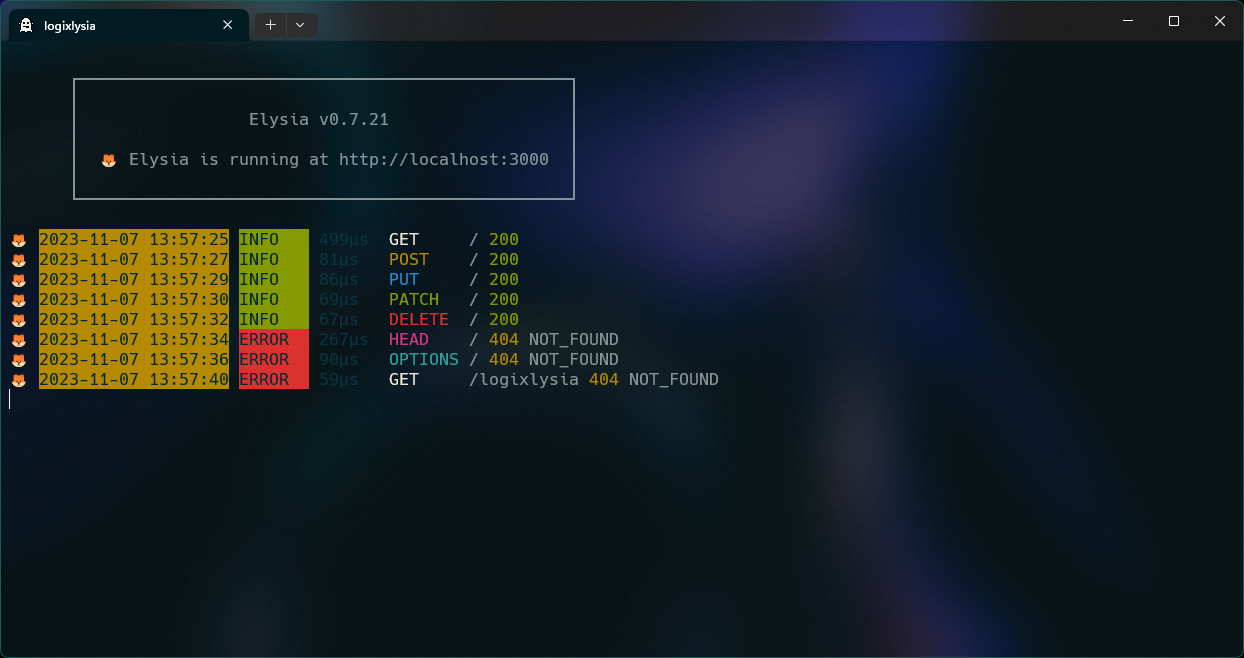 logixlysia
Elysia v0.7.21
🦊 Elysia is running at http://localhost:3000
🦊 2023-11-07 13:57:25 INFO 499µs GET / 200
🦊 2023-11-07 13:57:27 INFO 81µs POST / 200
🦊 2023-11-07 13:57:29 INFO 86µs PUT / 200
🦊 2023-11-07 13:57:30 INFO 69µs PATCH / 200
🦊 2023-11-07 13:57:32 INFO 67µs DELETE / 200
🦊 2023-11-07 13:57:34 ERROR 267µs HEAD / 404 NOT_FOUND
🦊 2023-11-07 13:57:36 ERROR 90µs OPTIONS / 404 NOT_FOUND
🦊 2023-11-07 13:57:40 ERROR 59µs GET /logixlysia 404 NOT_FOUND